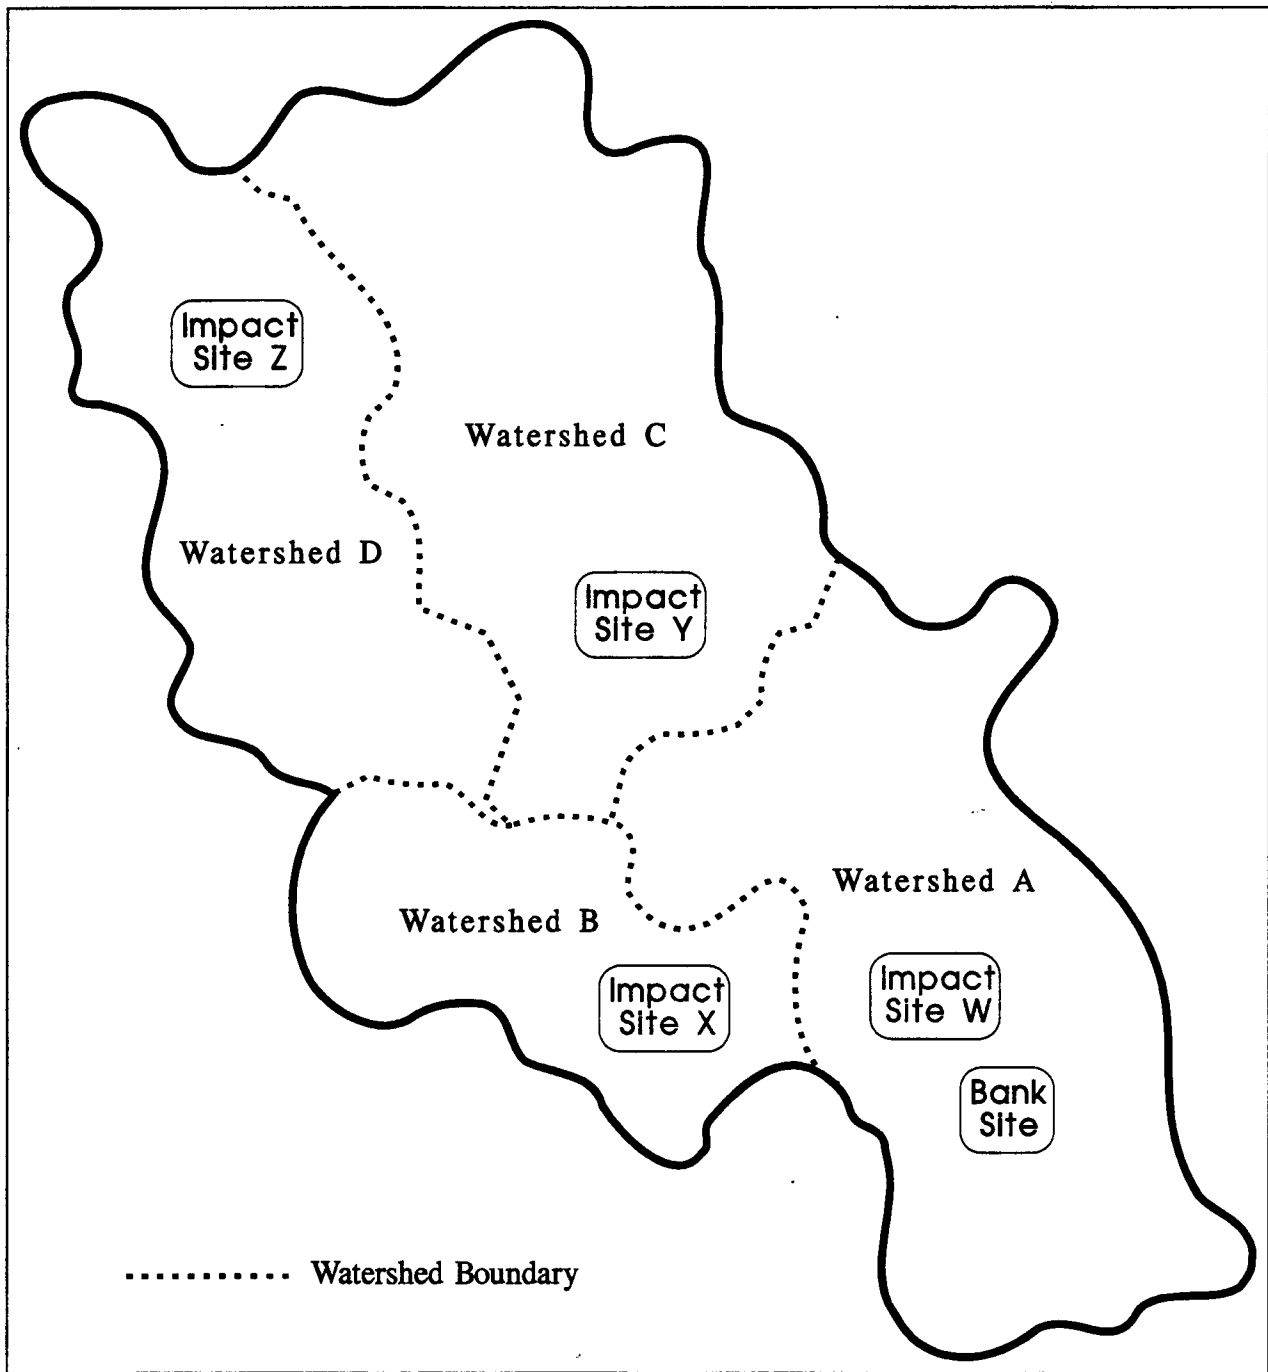 Impact
Site Z
Watershed C
Watershed D
Impact
Site Y
Watershed A
Watershed B
Impact
Site W
Impact
Site X
Bank
Site
Watershed Boundary